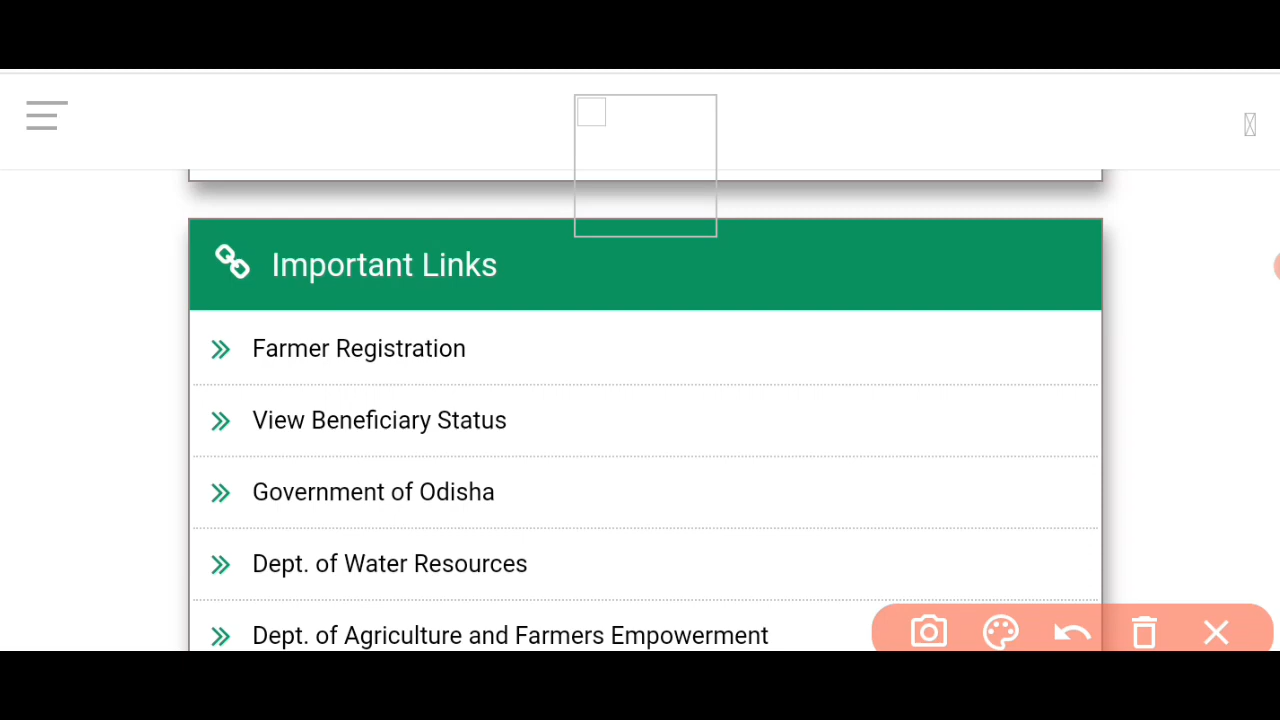 Important Links
Farmer Registration
View Beneficiary Status
Government of Odisha
Dept. of Water Resources
Dept. of Agriculture and Farmers Empowerment